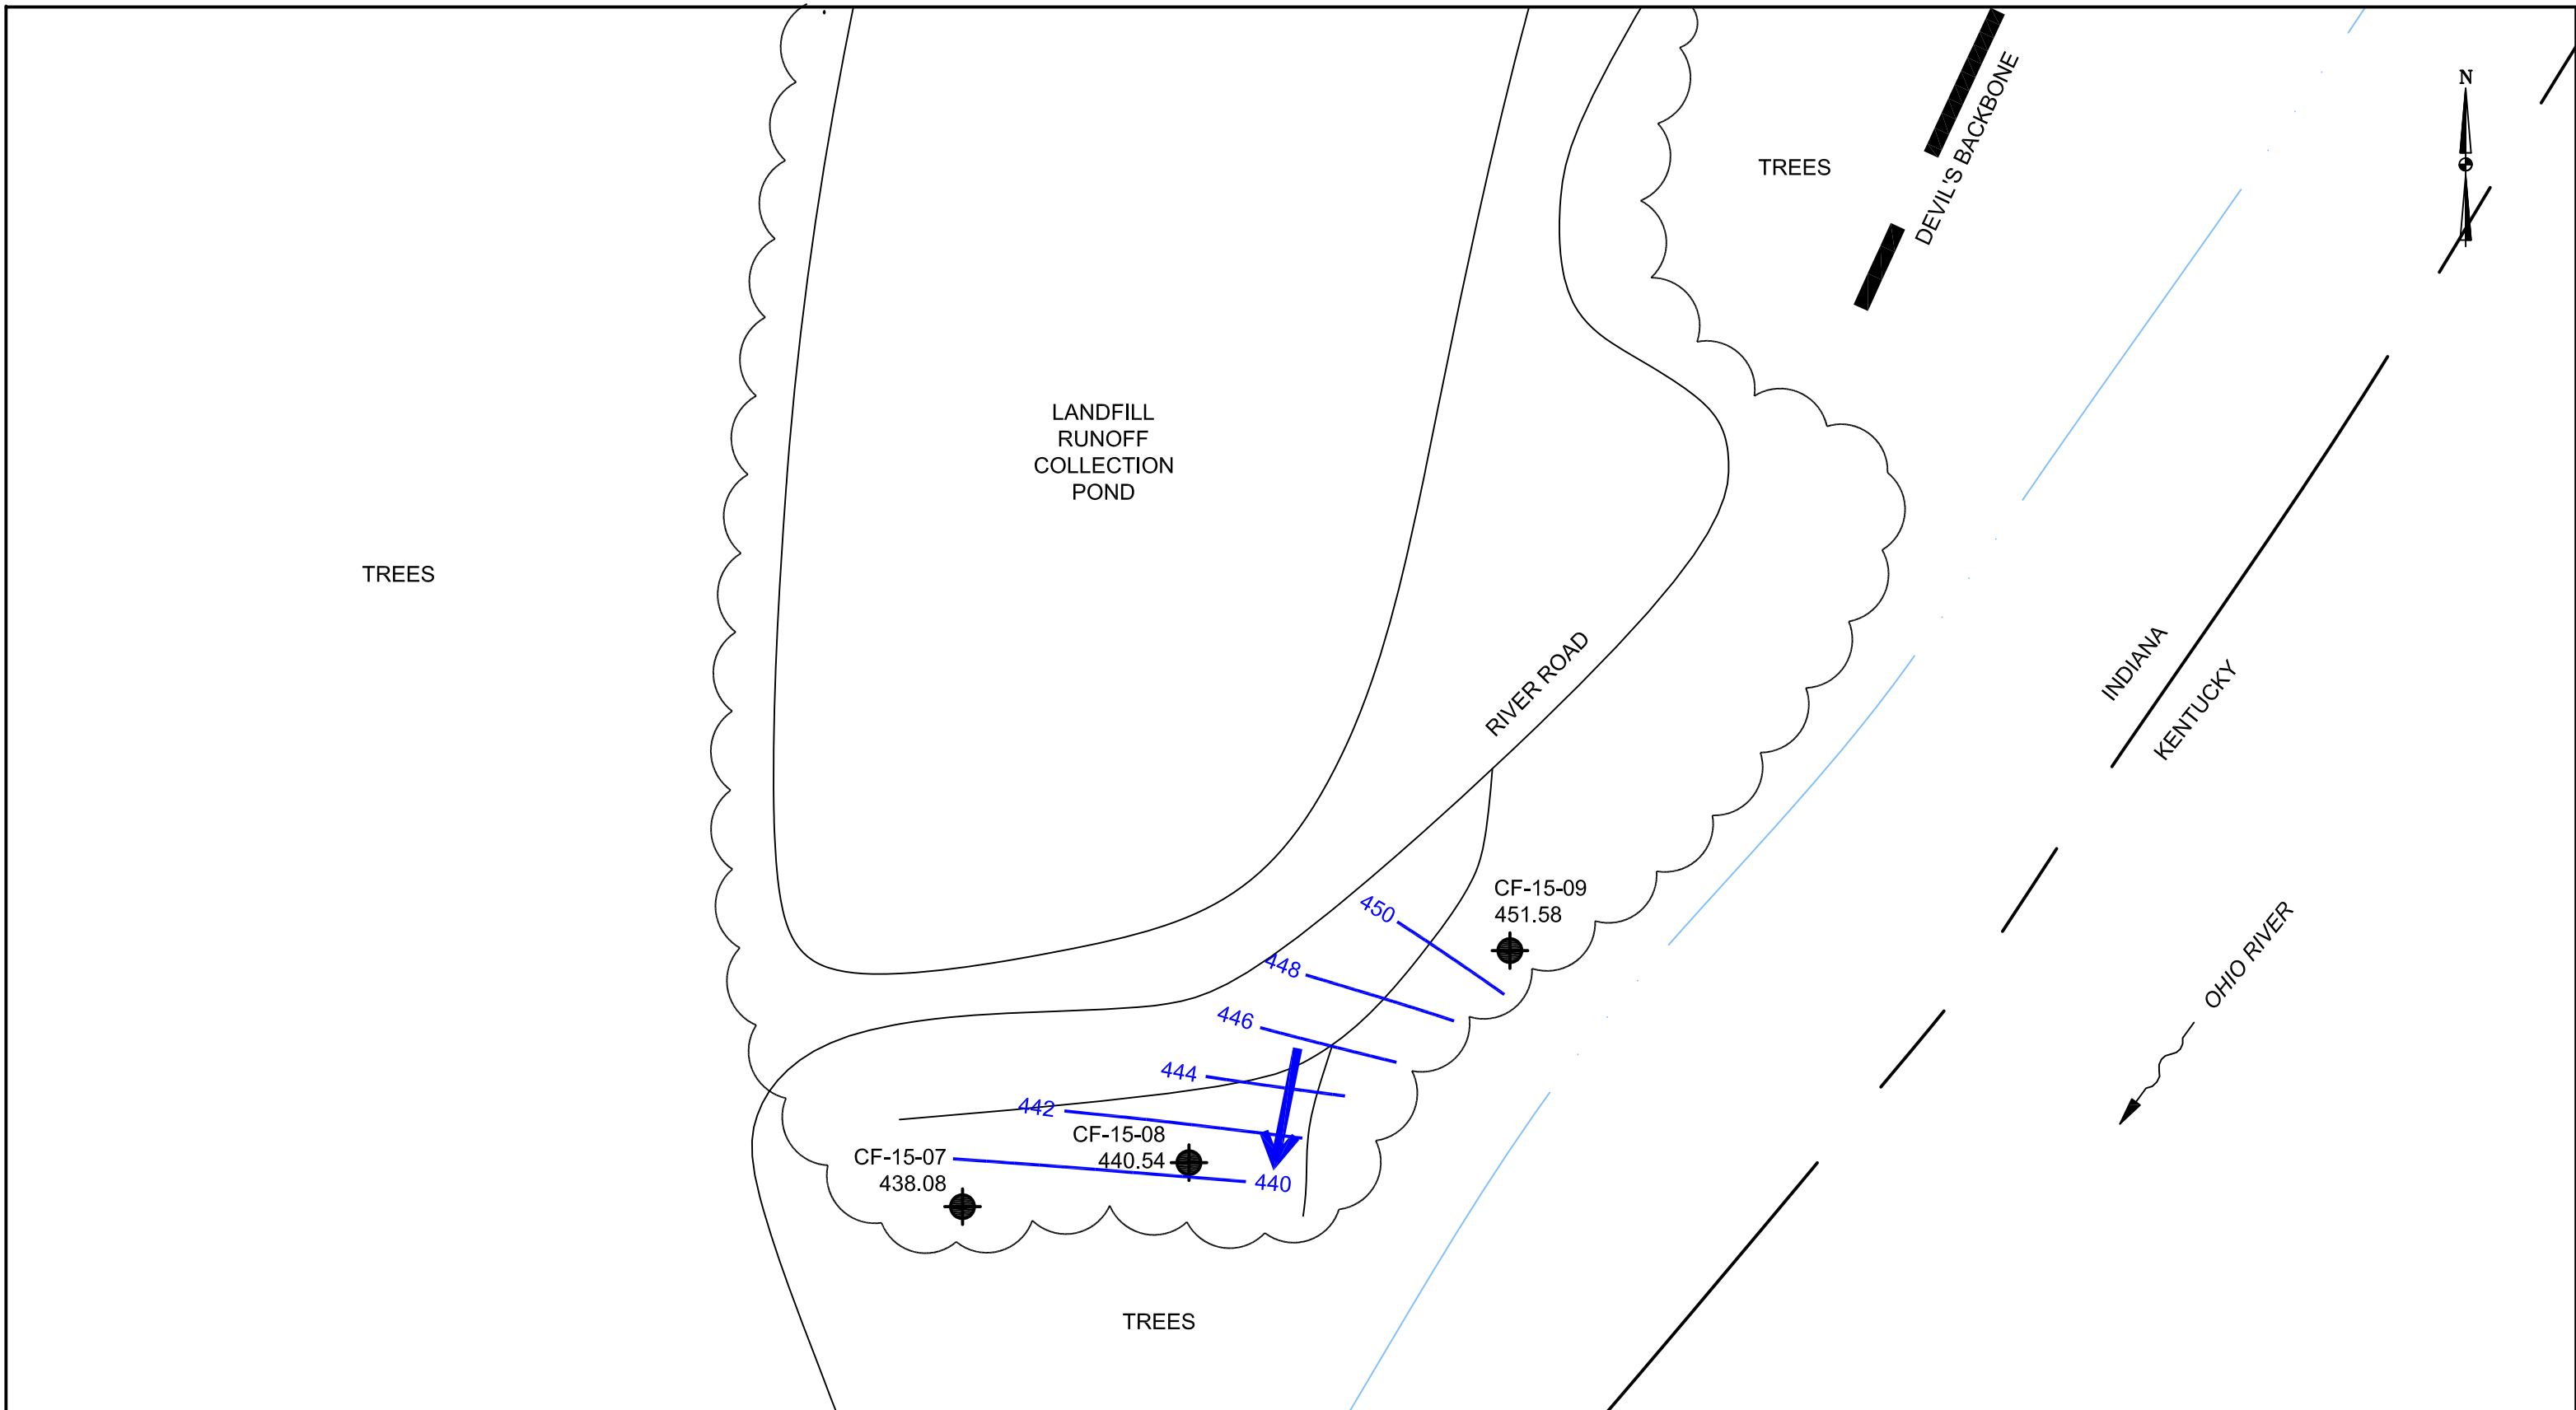 N
DEVIL'S BACKBONE
TREES
LANDFILL
RUNOFF
COLLECTION
POND
TREES
RIVER ROAD
INDIANA
KENTUCKY
CF-15-09
451.58
450
OHIO RIVER
448
446
444
442
CF-15-08
440.54
CF-15-07
438.08
440
TREES